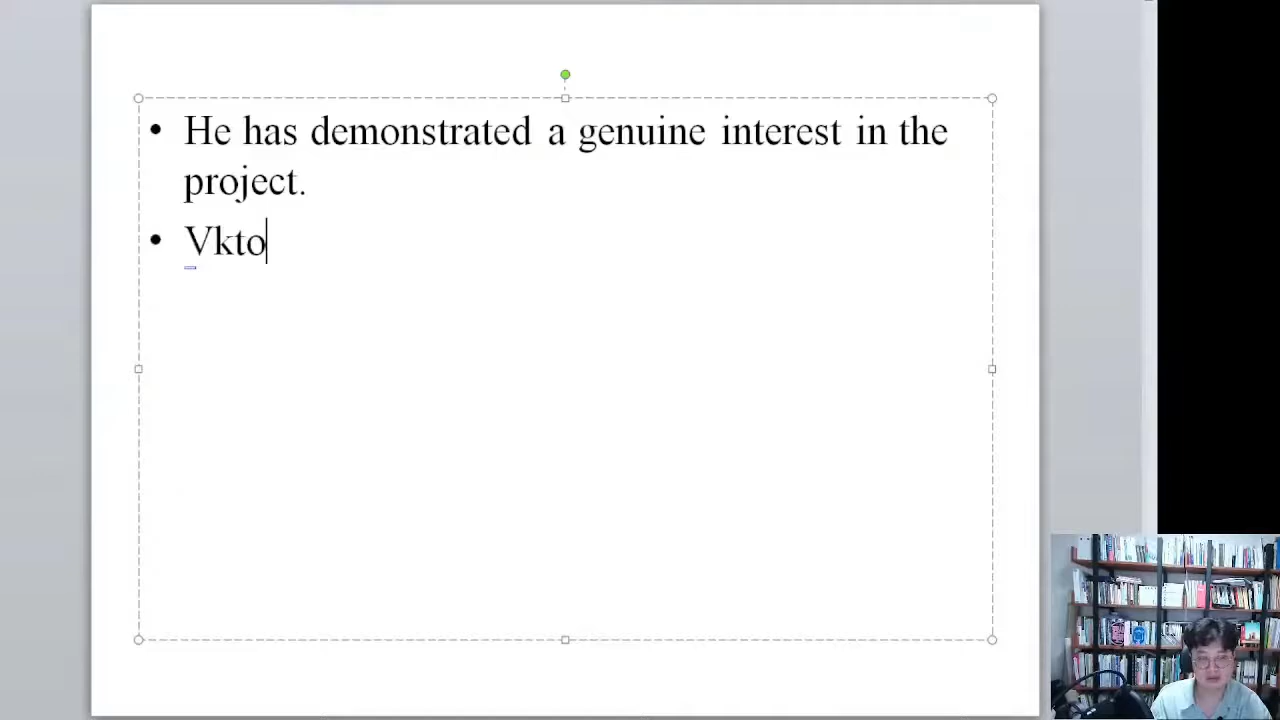 • He has demonstrated a genuine interest in the
project.
• Vkto